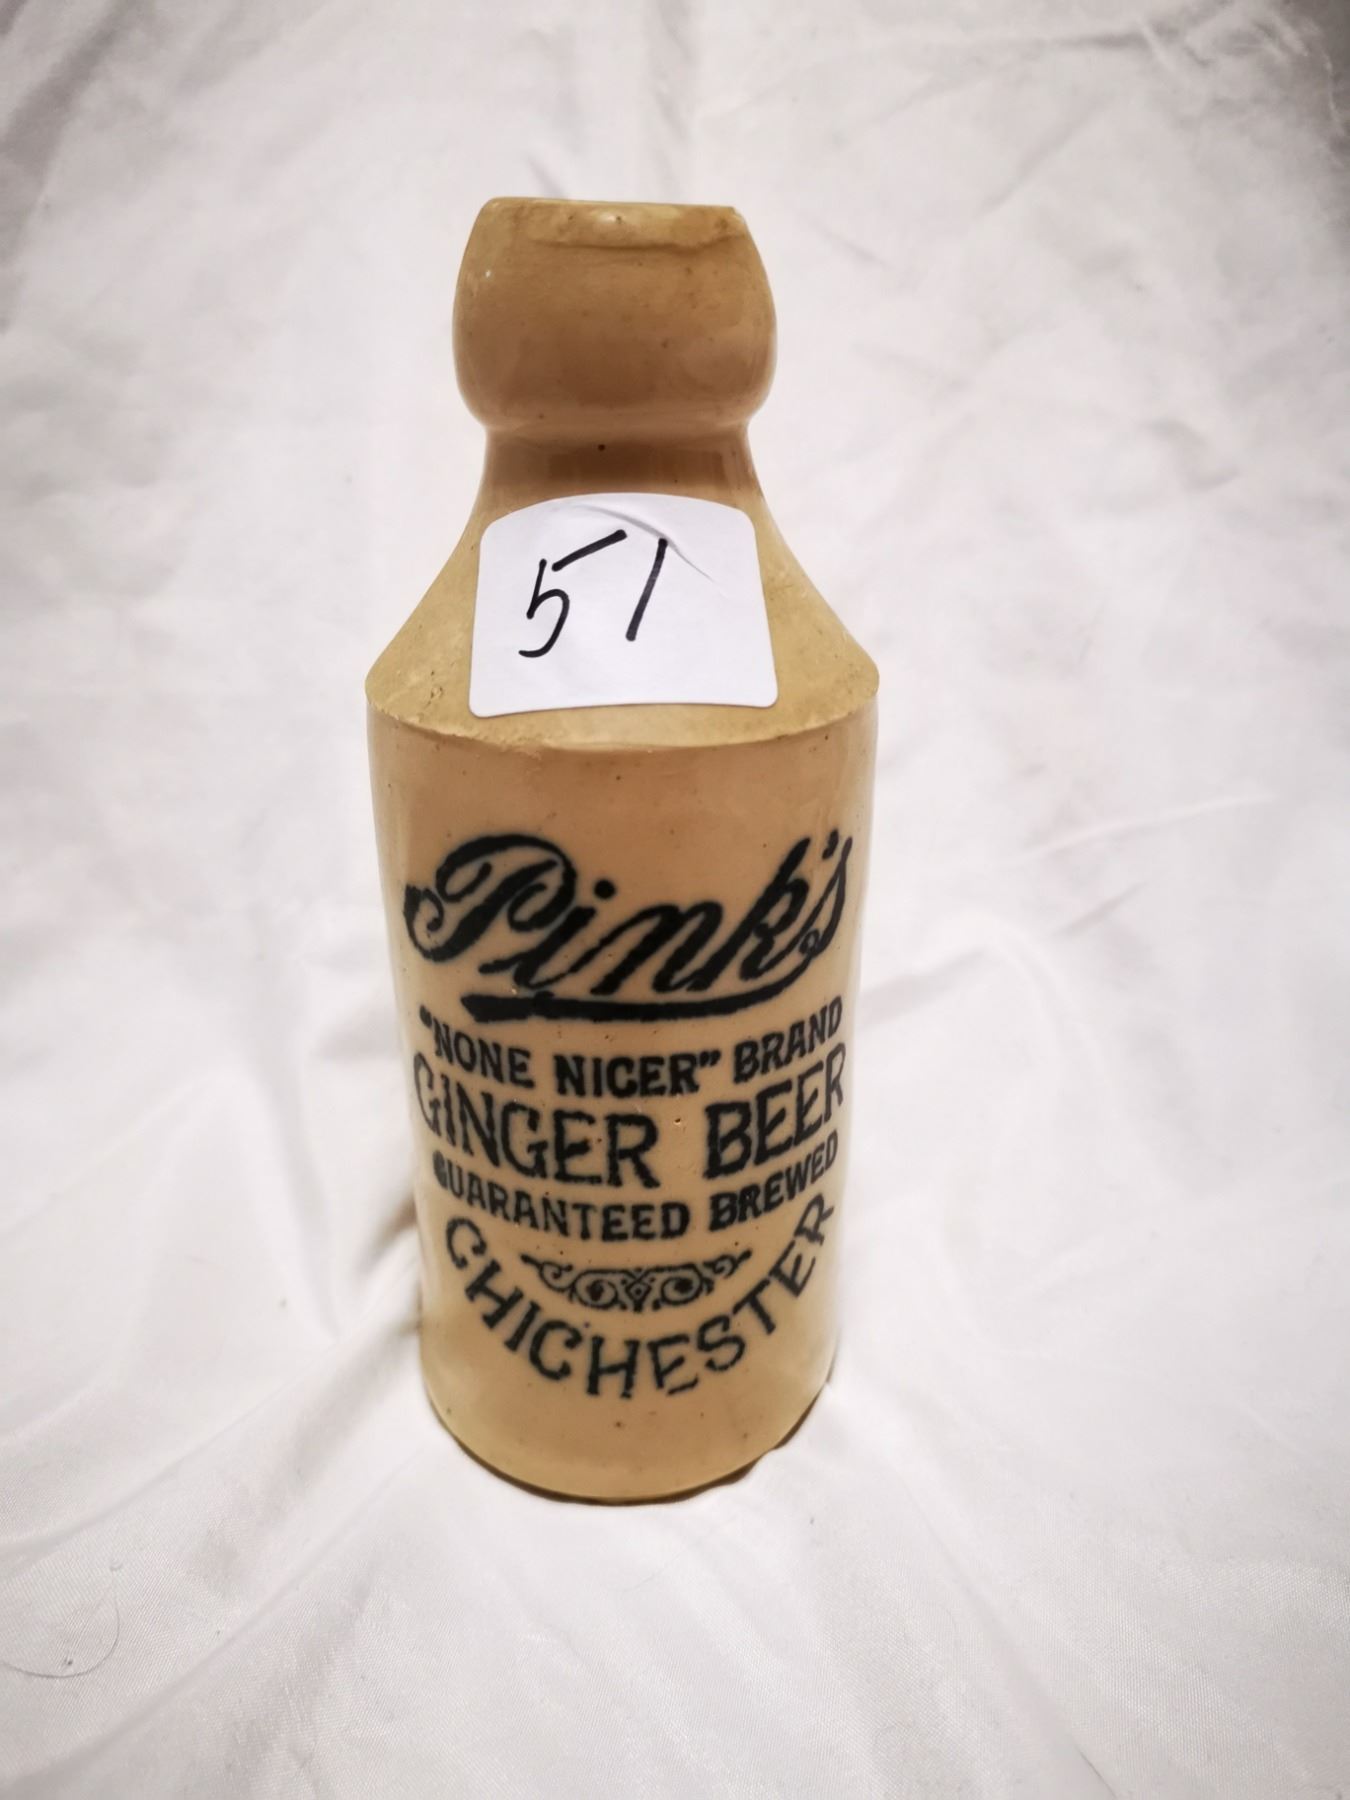 51
Pink's
"NONE NICER" BRAND
GINGER BEER
GUARANTEED BREWED
CHICHESTER